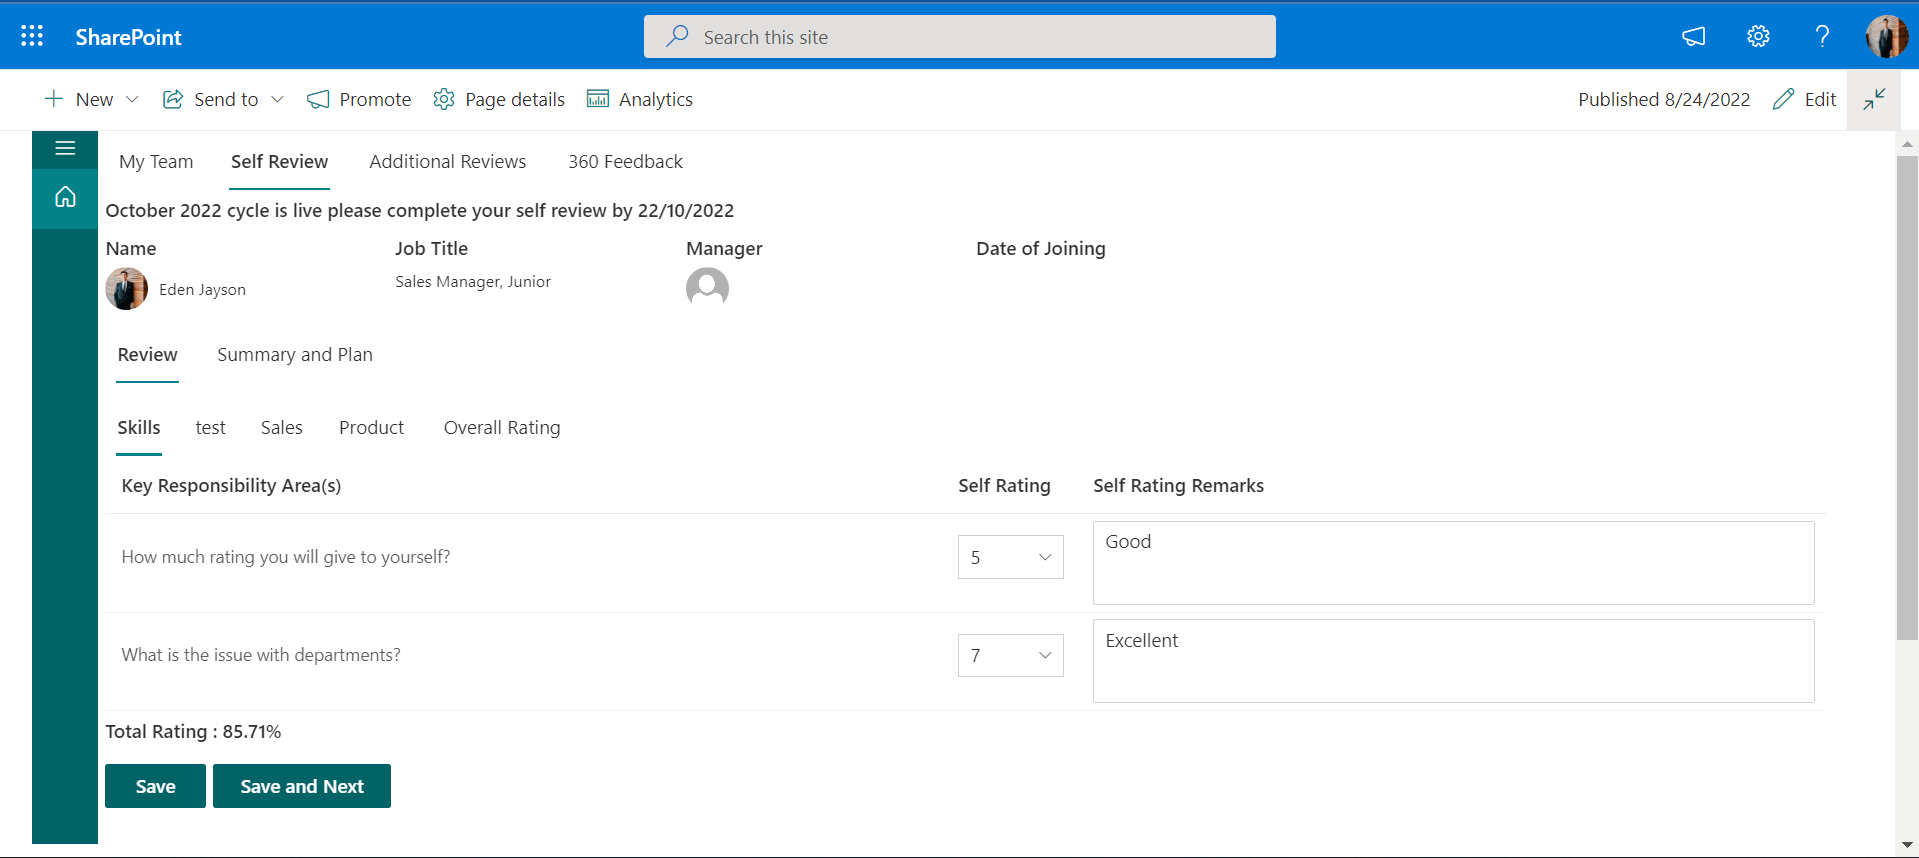 SharePoint
Search this site
New
Send to
Promote
Page details
Analytics
Published 8/24/2022
Edit
My Team
Self Review
Additional Reviews
360 Feedback
October 2022 cycle is live please complete your self review by 22/10/2022
Name
Job Title
Manager
Date of Joining
Eden Jayson
Sales Manager, Junior
Review
Summary and Plan
Skills
test
Sales
Product
Overall Rating
Key Responsibility Area(s)
Self Rating
Self Rating Remarks
How much rating you will give to yourself?
5
Good
What is the issue with departments?
7
Excellent
Total Rating : 85.71%
Save
Save and Next